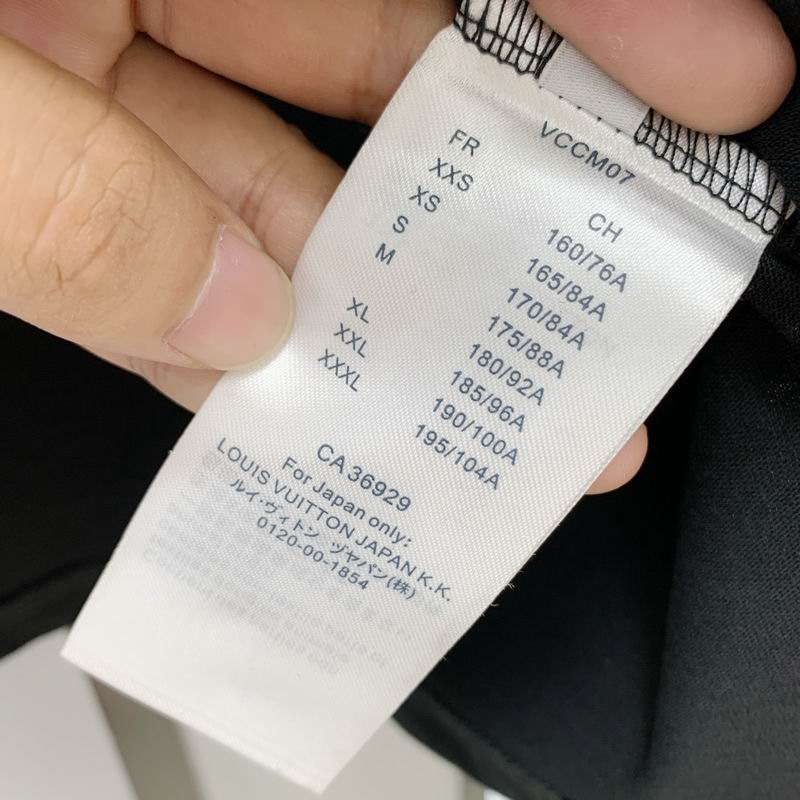 VCCM07
FR CH
XXS 160/76A
XS 165/84A
S 170/84A
M 175/88A
180/92A
XL 185/96A
XXL 190/100A
XXXL 195/104A
CA 36929
For Japan only:
LOUIS VUITTON JAPAN K.K.
ルイ・ヴィトン ヅヤパン(株)
0120-00-1854